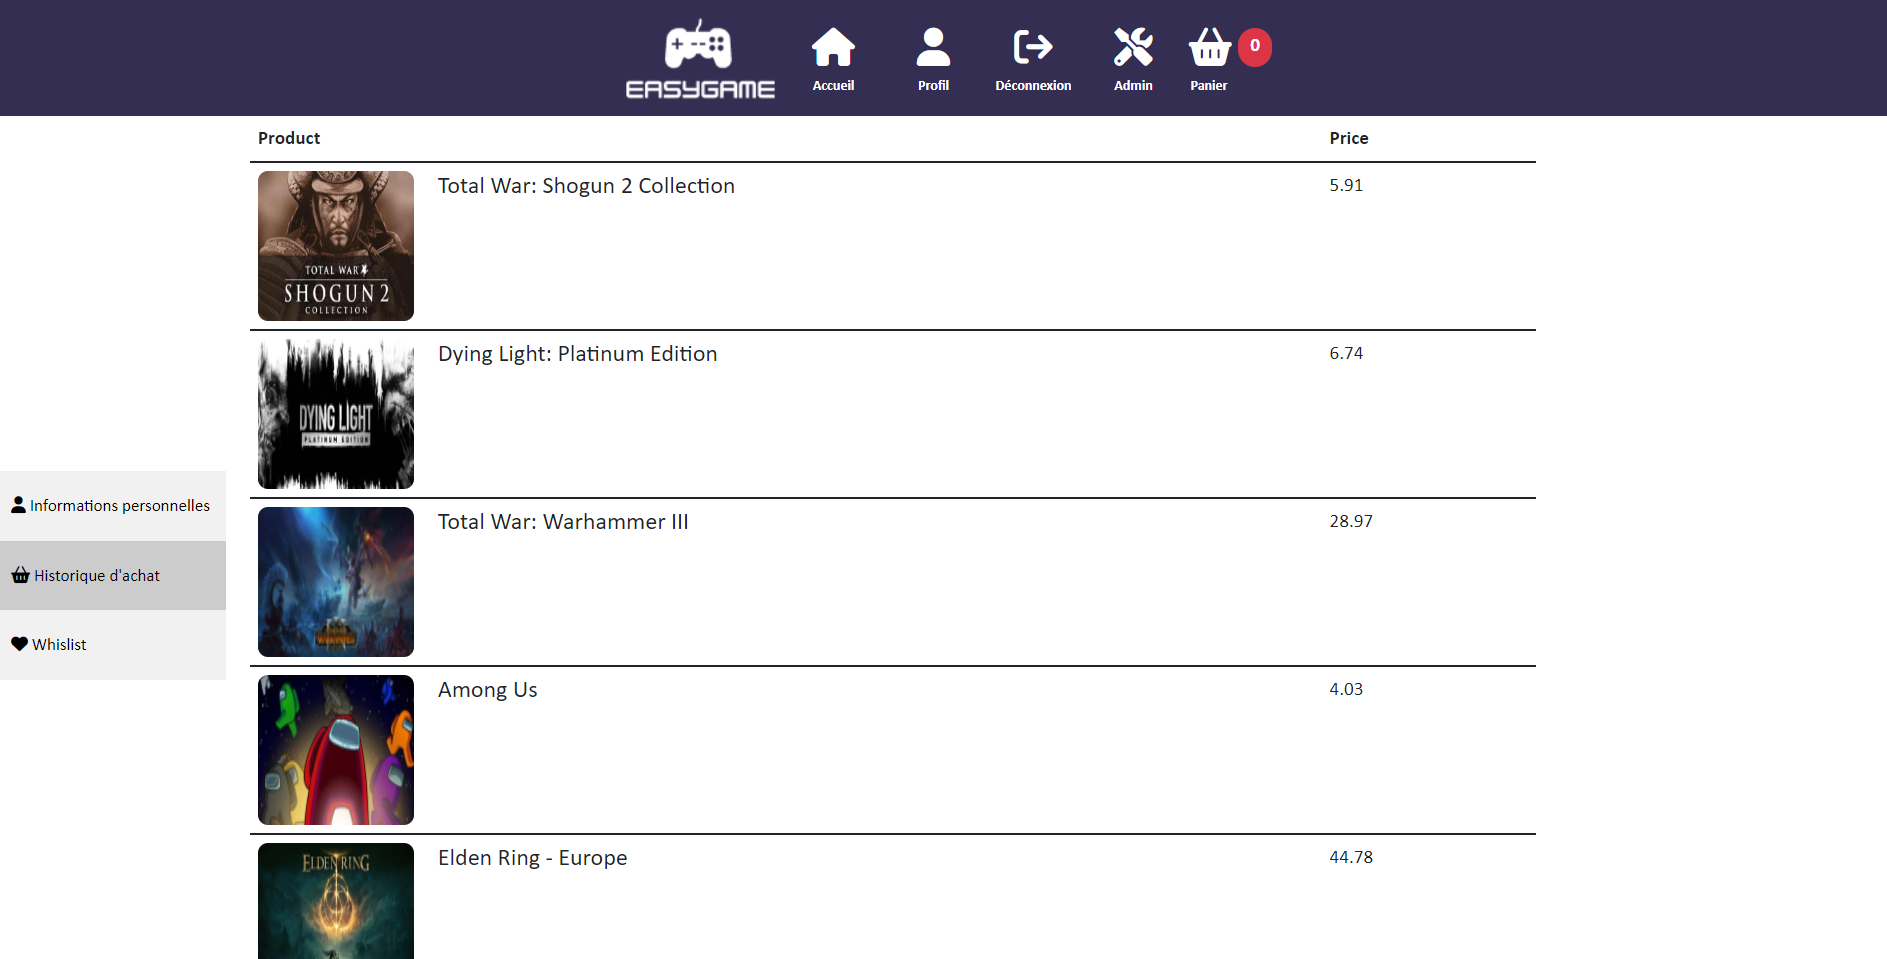 EASYGAME
Accueil
Profil
Déconnexion
Admin
Panier
0
Product
Price
TOTAL WAR
SHOGUN 2
COLLECTION
Total War: Shogun 2 Collection
5.91
DYING LIGHT
PLATINUM EDITION
Dying Light: Platinum Edition
6.74
Informations personnelles
Historique d'achat
Whislist
Total War: Warhammer III
28.97
Among Us
4.03
ELDEN RING
Elden Ring - Europe
44.78